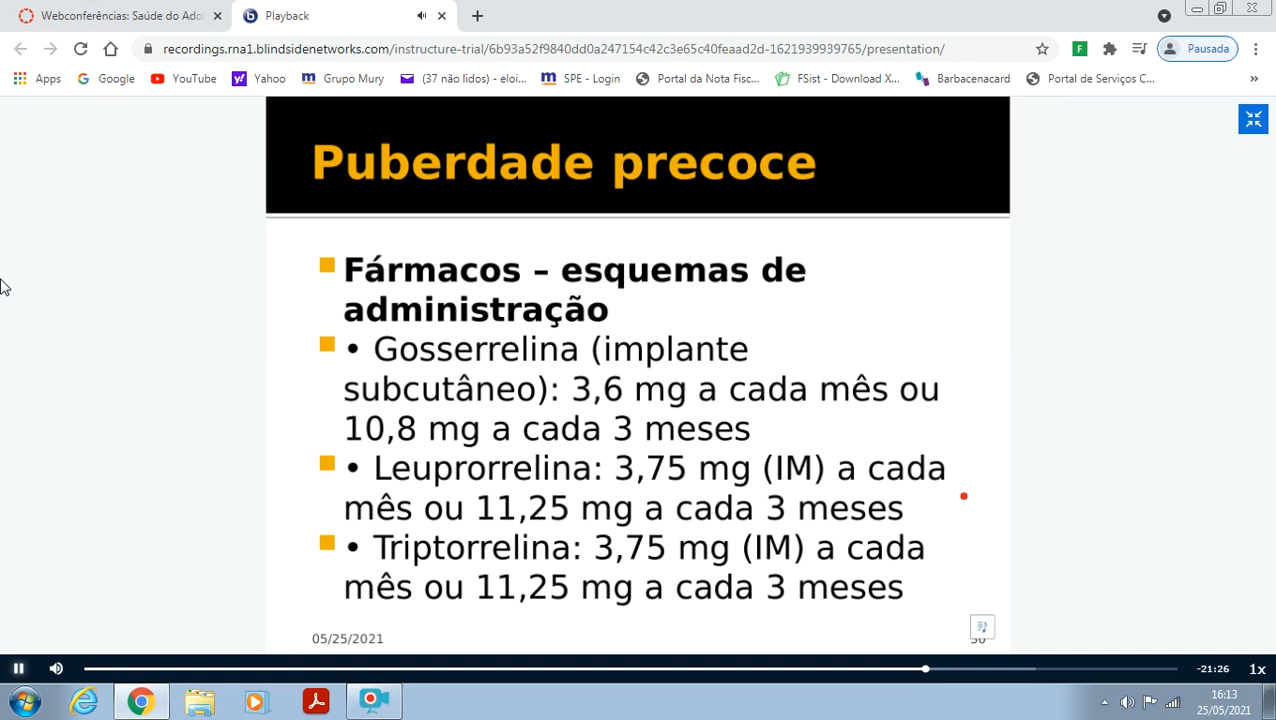 Webconferências: Saúde do Ado
Playback
recordings.rna1.blindsidenetworks.com/instructure-trial/6b93a52f9840dd0a247154c42c3e65c40feaad2d-1621939939765/presentation/
Pausada
Apps
Google
YouTube
Yahoo
Grupo Mury
(37 não lidos) - eloi...
SPE - Login
Portal da Nota Fisc...
FSist - Download X...
Barbacenacard
Portal de Serviços C...
Puberdade precoce
Fármacos – esquemas de
administração
• Gosserrelina (implante
subcutâneo): 3,6 mg a cada mês ou
10,8 mg a cada 3 meses
• Leuprorrelina: 3,75 mg (IM) a cada
mês ou 11,25 mg a cada 3 meses
• Triptorrelina: 3,75 mg (IM) a cada
mês ou 11,25 mg a cada 3 meses
05/25/2021
-21:26
1x
16:13
25/05/2021